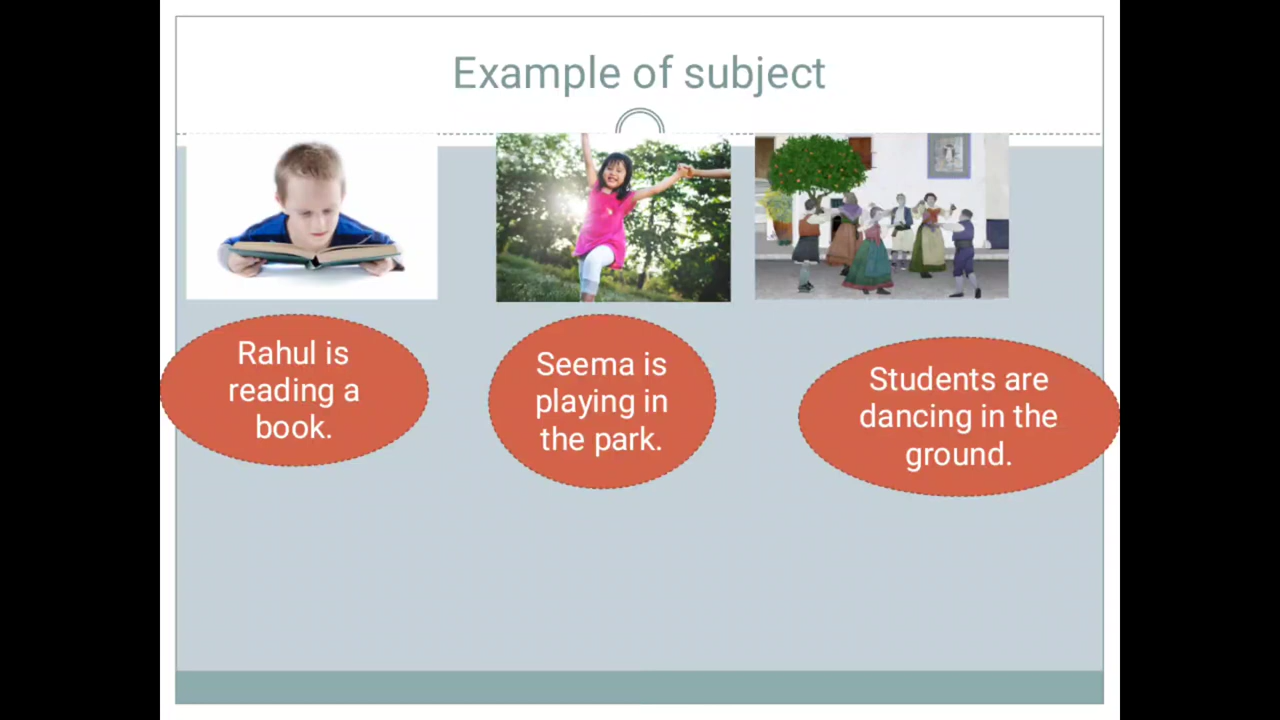 Example of subject
Rahul is
reading a
book.
Seema is
playing in
the park.
Students are
dancing in the
ground.